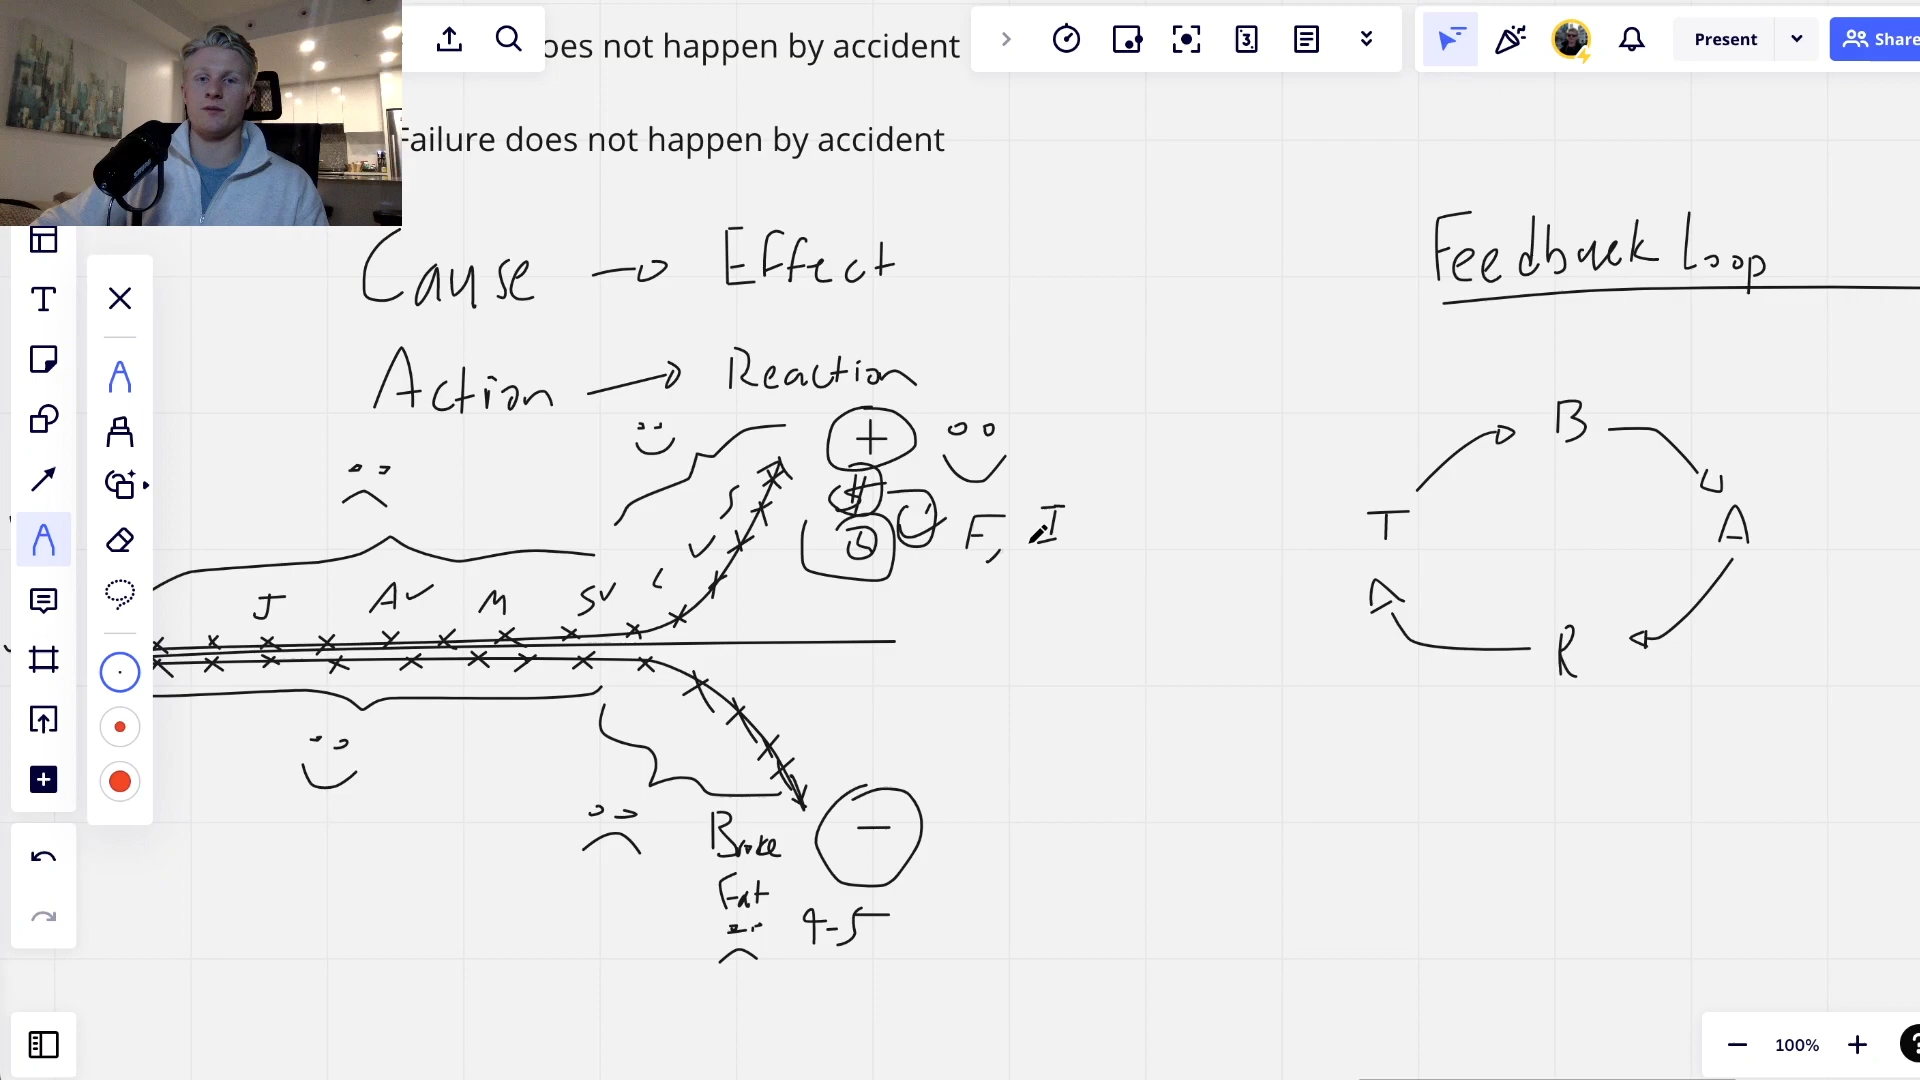 oes not happen by accident
Present
Share
Failure does not happen by accident
Cause → Effect
Feedback Loop
Action → Reaction
+
B
T
A
$
F, I
S
V
L
J A M S
R
Broke
Fat
9-5
100%